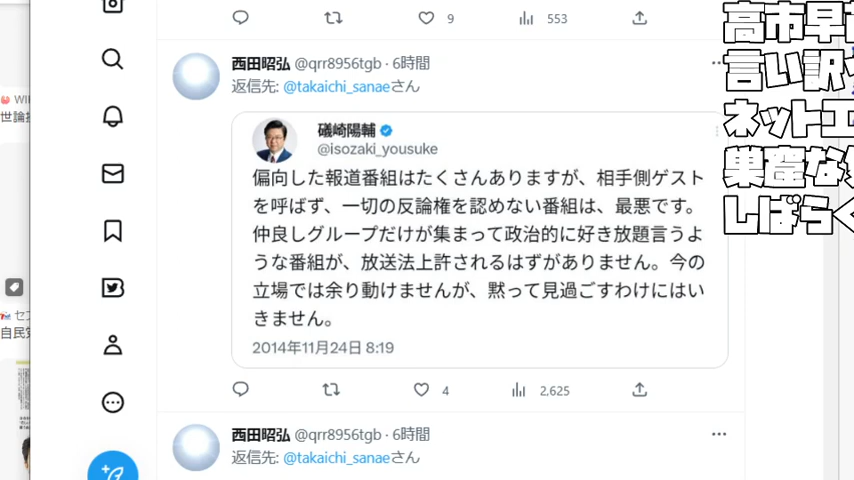 9
553
西田昭弘 @qrr8956tgb · 6時間
返信先: @takaichi_sanaeさん
礒崎陽輔
@isozaki_yousuke
偏向した報道番組はたくさんありますが、相手側ゲスト
を呼ばず、一切の反論権を認めない番組は、最悪です。
仲良しグループだけが集まって政治的に好き放題言うよ
うな番組が、放送法上許されるはずがありません。今の
立場では余り動けませんが、黙って見過ごすわけにはい
きません。
2014年11月24日 8:19
4
2,625
西田昭弘 @qrr8956tgb · 6時間
返信先: @takaichi_sanaeさん
高市早
言い訳
ネット工
巣窟な
しばらく
世論
自民